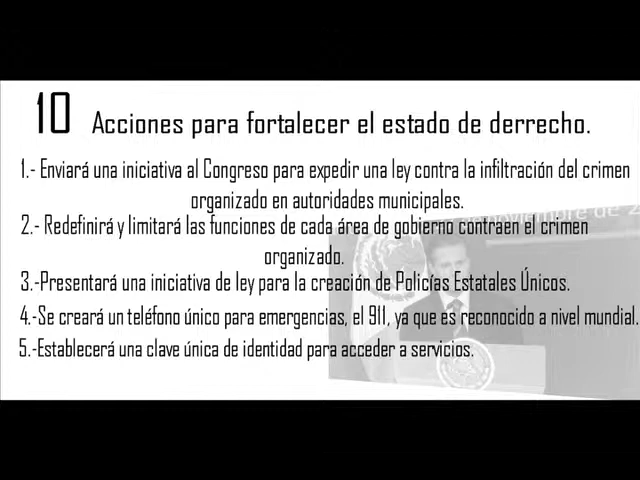 10 Acciones para fortalecer el estado de derrecho.
1.- Enviará una iniciativa al Congreso para expedir una ley contra la infiltración del crimen
organizado en autoridades municipales.
noviembre de 2
2.- Redefinirá y limitará las funciones de cada área de gobierno contraen el crimen
organizado.
3.-Presentará una iniciativa de ley para la creación de Policías Estatales Únicos.
4.-Se creará un teléfono único para emergencias, el 911, ya que es reconocido a nivel mundial.
5.-Establecerá una clave única de identidad para acceder a servicios.